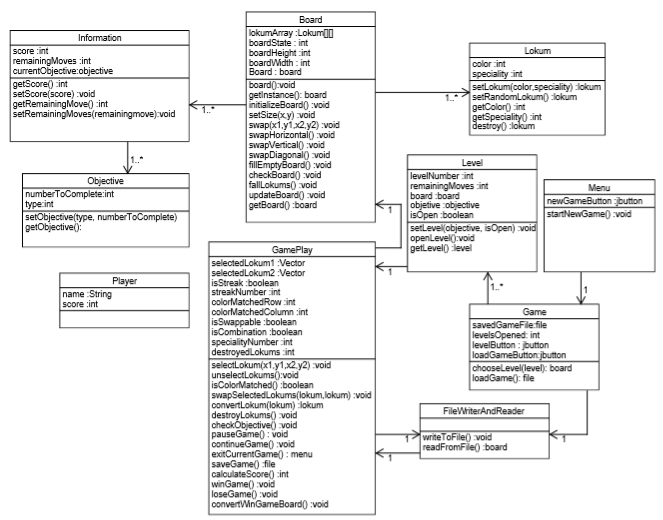 Information
score :int
remainingMoves :int
currentObjective:objective
getScore() :int
setScore(score) :void
getRemainingMove() :int
setRemainingMoves(remainingmove):void
1..*
Board
lokumArray :Lokum[][]
boardState : int
boardHeight :int
boardWidth : int
Board : board
board():void
getInstance(): board
initializeBoard() :void
setSize(x,y) :void
swap(x1,y1,x2,y2) :void
swapHorizontal() :void
swapVertical() :void
swapDiagonal() :void
fillEmptyBoard() :void
checkBoard() :void
fallLokums() :void
updateBoard() :void
getBoard() :board
1..*
Lokum
color :int
speciality :int
setLokum(color,speciality) :lokum
setRandomLokum() :lokum
getColor() :int
getSpeciality() :int
destroy() :lokum
1..*
Objective
numberToComplete:int
type:int
setObjective(type, numberToComplete)
getObjective():
Level
levelNumber :int
remainingMoves :int
board :board
objetive :objective
isOpen :boolean
setLevel(objective, isOpen) :void
openLevel():void
getLevel() :level
1
1
1..*
Menu
newGameButton :jbutton
startNewGame() :void
1
Player
name :String
score :int
GamePlay
selectedLokum1 :Vector
selectedLokum2 :Vector
isStreak :boolean
streakNumber :int
colorMatchedRow :int
colorMatchedColumn :int
isSwappable :boolean
isCombination :boolean
specialityNumber :int
destroyedLokums :int
selectLokum(x1,y1,x2,y2) :void
unselectLokums():void
isColorMatched() :boolean
swapSelectedLokums(lokum,lokum) :void
convertLokum(lokum) :lokum
destroyLokums() :void
checkObjective() :void
pauseGame() : void
continueGame() :void
exitCurrentGame() : menu
saveGame() :file
calculateScore() :int
winGame() :void
loseGame() :void
convertWinGameBoard() :void
Game
savedGameFile:file
levelsOpened: int
levelButton : jbutton
loadGameButton:jbutton
chooseLevel(level): board
loadGame(): file
FileWriterAndReader
writeToFile() :void
readFromFile() :board
1
1
1